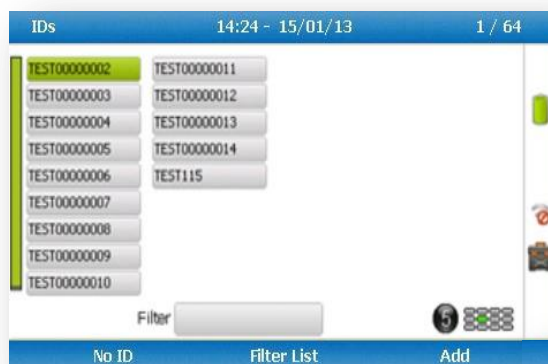 IDs 14:24 - 15/01/13 1 / 64
TEST00000002 TEST00000011
TEST00000003 TEST00000012
TEST00000004 TEST00000013
TEST00000005 TEST00000014
TEST00000006 TEST115
TEST00000007
TEST00000008
TEST00000009
TEST00000010
Filter 5
No ID Filter List Add